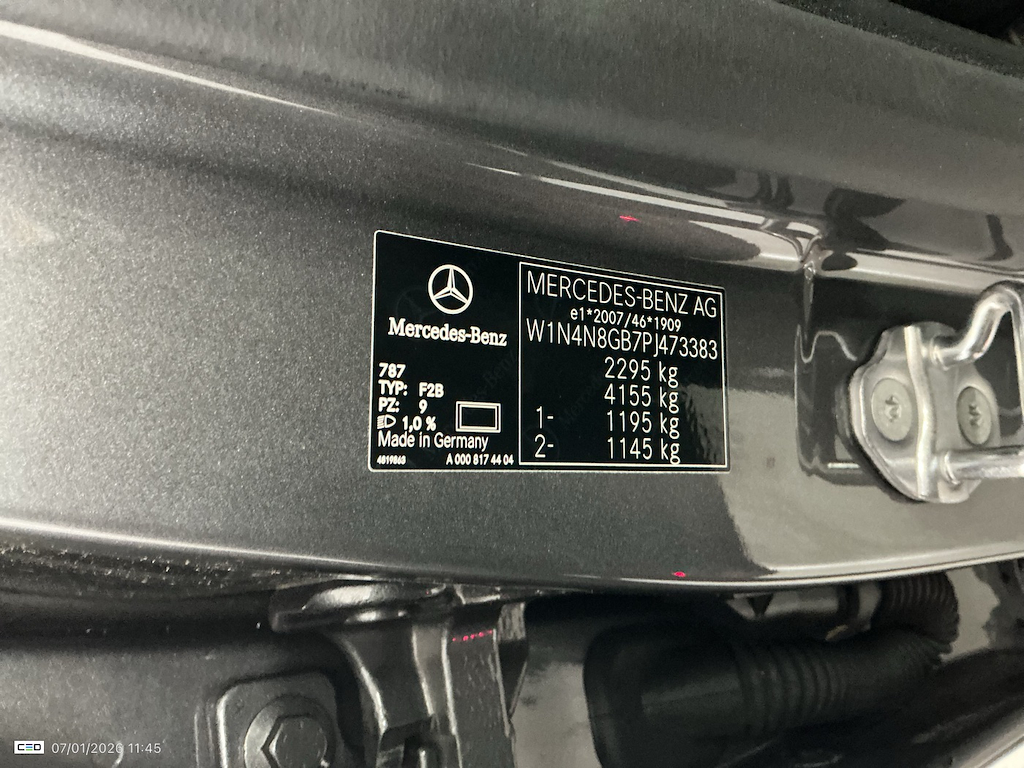 Mercedes-Benz
787
TYP: F2B
PZ: 9
1,0 %
Made in Germany
4819860
A 000 817 44 04
MERCEDES-BENZ AG
e1*2007/46*1909
W1N4N8GB7PJ473383
2295 kg
4155 kg
1- 1195 kg
2- 1145 kg
CEO 07/01/2026 11:45